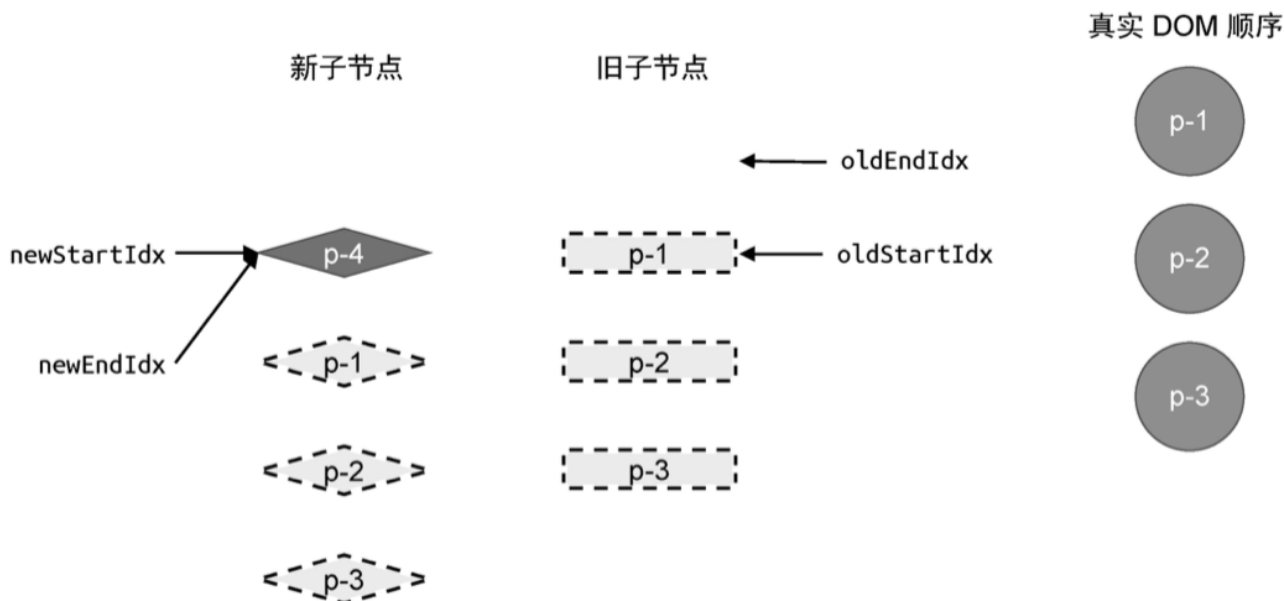 真实 DOM 顺序
新子节点
旧子节点
p-1
oldEndIdx
newStartIdx
p-4
p-1
oldStartIdx
p-2
newEndIdx
p-1
p-2
p-3
p-2
p-3
p-3